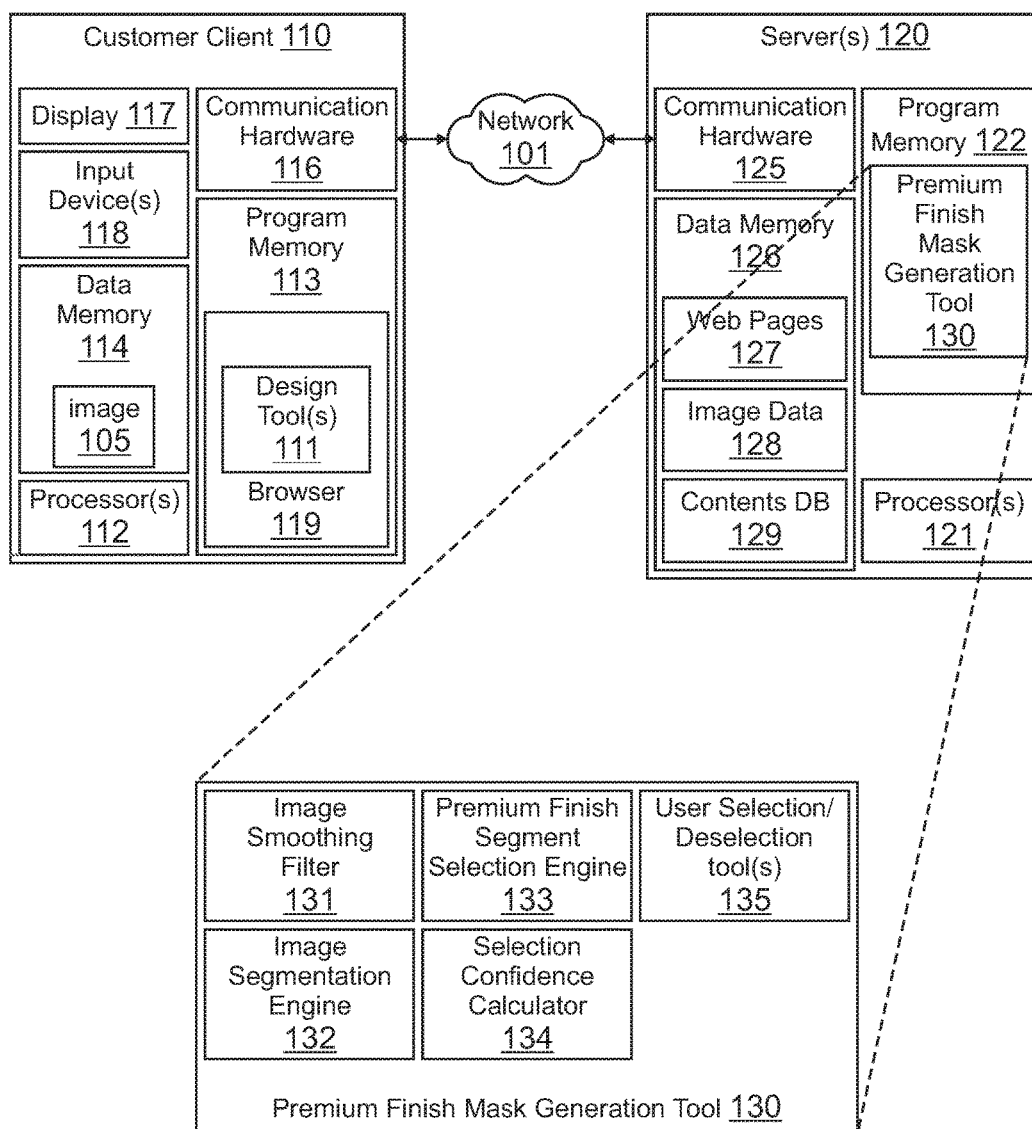 Customer Client 110
Display 117
Input
Device(s)
118
Data
Memory
114
image
105
Processor(s)
112
Communication
Hardware
116
Program
Memory
113
Design
Tool(s)
111
Browser
119
Network
101
Server(s) 120
Communication
Hardware
125
Data Memory
126
Web Pages
127
Image Data
128
Contents DB
129
Program
Memory 122
Premium
Finish
Mask
Generation
Tool
130
Processor(s)
121
Image
Smoothing
Filter
131
Premium Finish
Segment
Selection Engine
133
User Selection/
Deselection
tool(s)
135
Image
Segmentation
Engine
132
Selection
Confidence
Calculator
134
Premium Finish Mask Generation Tool 130